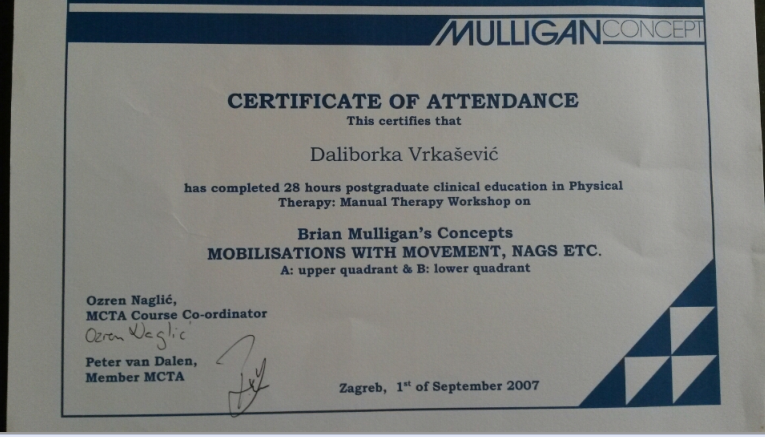 MULLIGANCONCEPT
CERTIFICATE OF ATTENDANCE
This certifies that
Daliborka Vrkašević
has completed 28 hours postgraduate clinical education in Physical
Therapy: Manual Therapy Workshop on
Brian Mulligan's Concepts
MOBILISATIONS WITH MOVEMENT, NAGS ETC.
A: upper quadrant & B: lower quadrant
Ozren Naglić,
MCTA Course Co-ordinator
Ozren Naglić
Peter van Dalen,
Member MCTA
Zagreb, 1st of September 2007